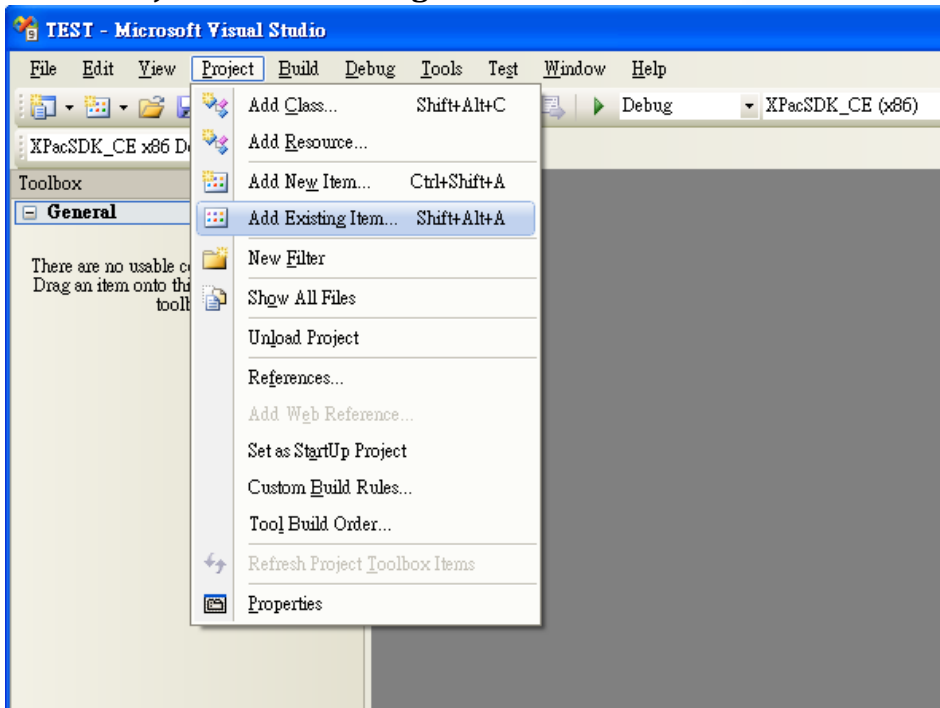 TEST - Microsoft Visual Studio
File Edit View Project Build Debug Tools Test Window Help
Debug XPacSDK_CE (x86)
XPacSDK_CE x86 D
Toolbox
General
There are no usable
Drag an item onto
Add Class... Shift+Alt+C
Add Resource...
Add New Item... Ctrl+Shift+A
Add Existing Item... Shift+Alt+A
New Filter
Show All Files
Unload Project
References...
Add Web Reference...
Set as StartUp Project
Custom Build Rules...
Tool Build Order...
Refresh Project Toolbox Items
Properties